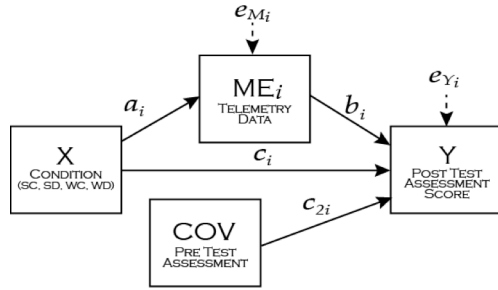 e_{M_i}
ME_i
TELEMETRY
DATA
a_i
b_i
e_{Y_i}
X
CONDITION
(SC, SD, WC, WD)
c_i
Y
POST TEST
ASSESSMENT
SCORE
c_{2i}
COV
PRE TEST
ASSESSMENT